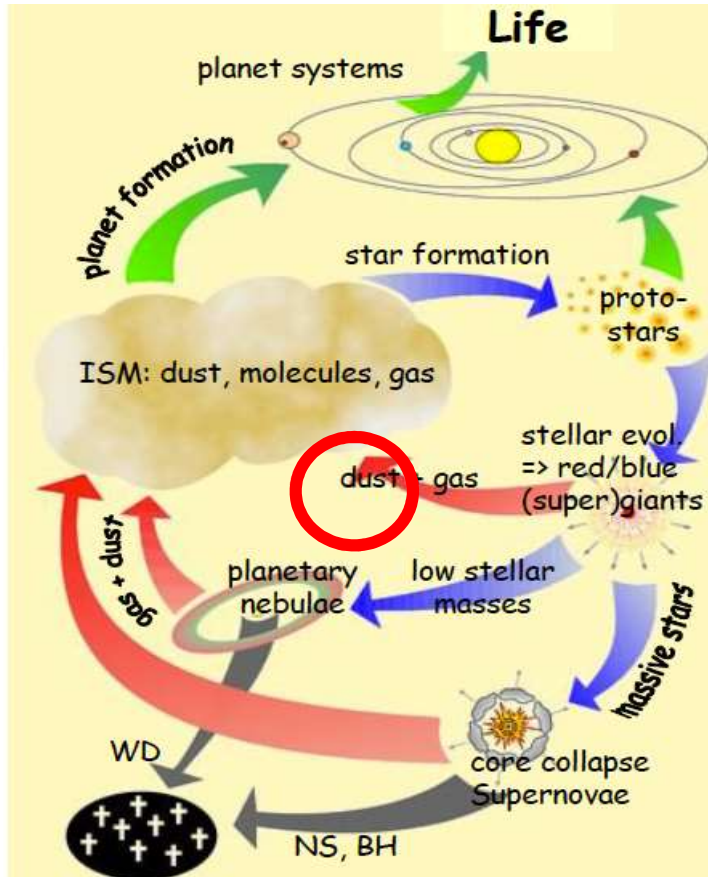 Life
planet systems
planet formation
star formation
proto-
stars
ISM: dust, molecules, gas
stellar evol.
=> red/blue
(super)giants
dust + gas
gas + dust
planetary
nebulae
low stellar
masses
massive stars
WD
core collapse
Supernovae
NS, BH